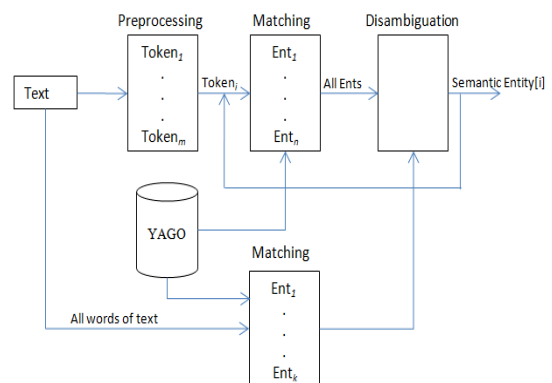 Preprocessing
Matching
Disambiguation
Text
Token1
.
.
.
Tokenm
Tokeni
Ent1
.
.
.
Entn
All Ents
Semantic Entity[i]
YAGO
Matching
All words of text
Ent1
.
.
.
Entk